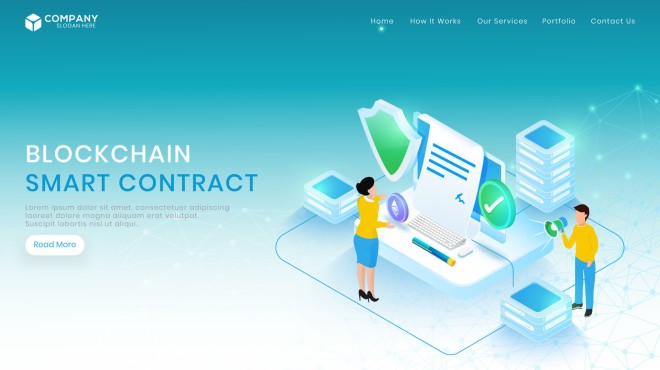 COMPANY
SLOGAN HERE
Home How It Works Our Services Portfolio Contact Us
BLOCKCHAIN
SMART CONTRACT
Lorem ipsum dolor sit amet, consectetuer adipiscing
laoreet dolore magna aliquam erat volutpat.
Suscipit lobortis nisl ut aliqui.
Read More